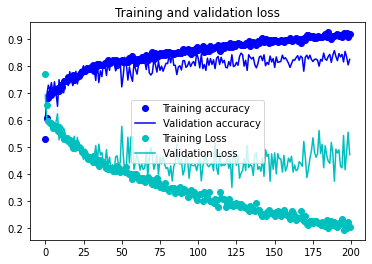 Training and validation loss
0.9
0.8
0.7
0.6
0.5
0.4
0.3
0.2
Training accuracy
Validation accuracy
Training Loss
Validation Loss
0 25 50 75 100 125 150 175 200